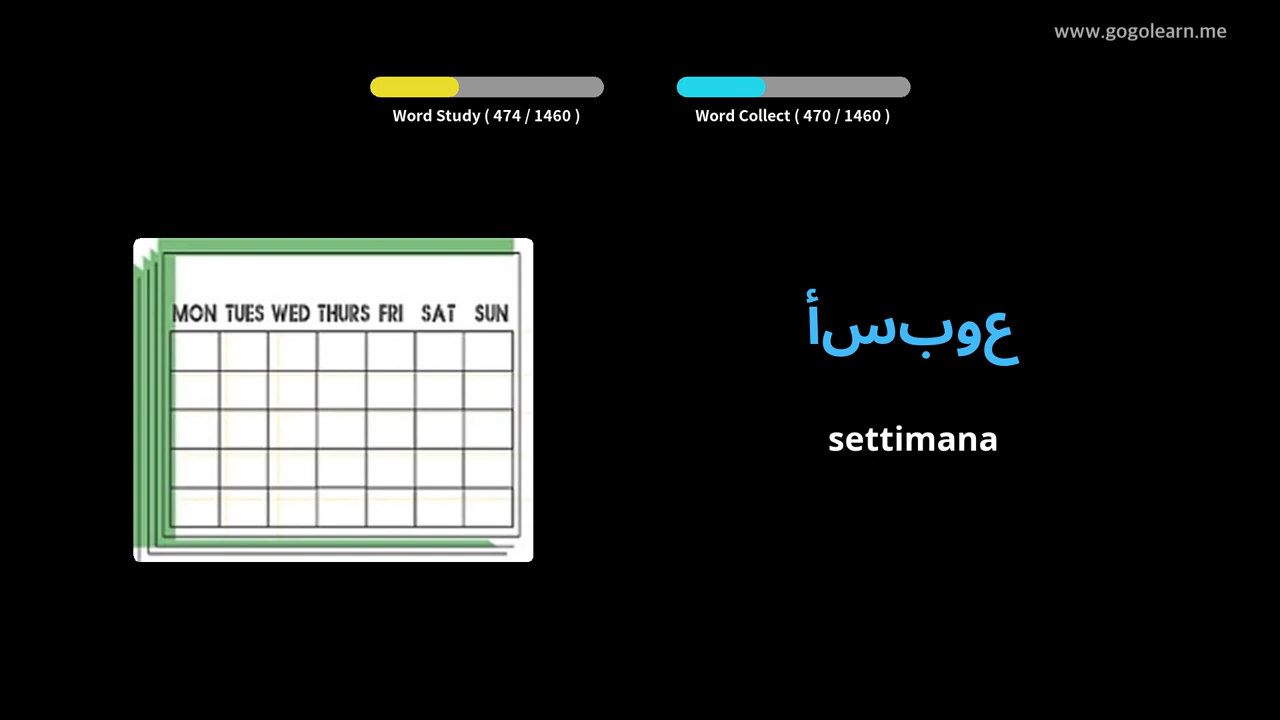 www.gogolearn.me
Word Study ( 474 / 1460 )
Word Collect ( 470 / 1460 )
MON TUES WED THURS FRI SAT SUN
أسبوع
settimana